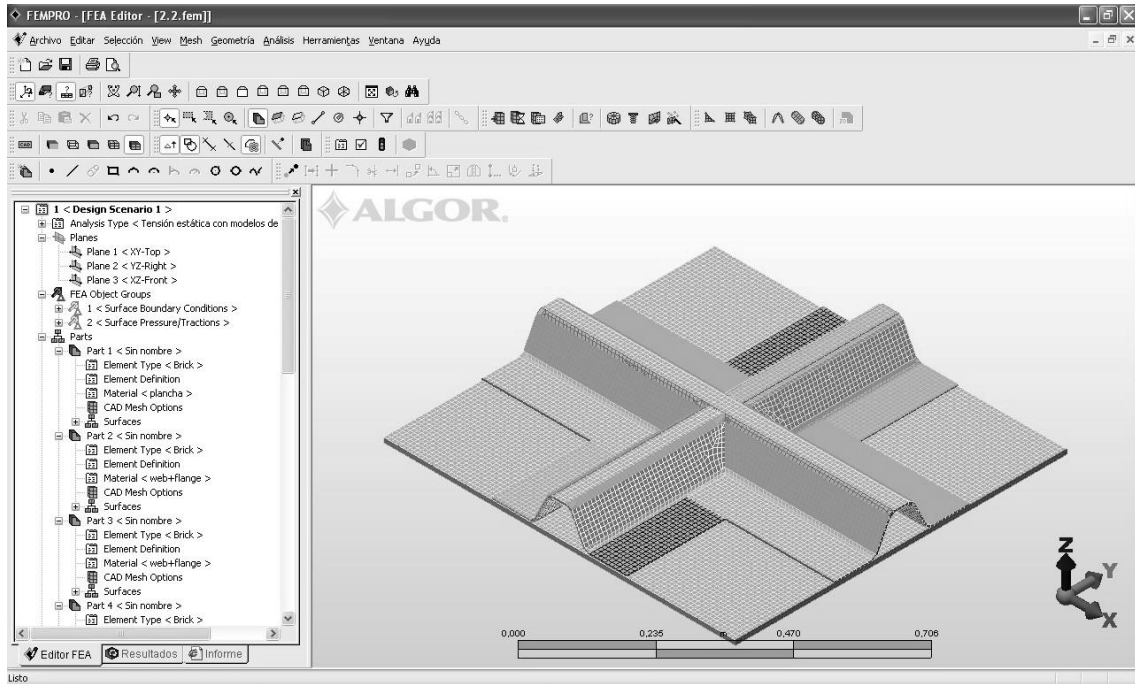 FEMPRO - [FEA Editor - [2.2.fem]]
Archivo Editar Selección View Mesh Geometría Análisis Herramientas Ventana Ayuda
1 < Design Scenario 1 >
Analysis Type < Tensión estática con modelos de
Planes
Plane 1 < XY-Top >
Plane 2 < YZ-Right >
Plane 3 < XZ-Front >
FEA Object Groups
1 < Surface Boundary Conditions >
2 < Surface Pressure/Tractions >
Parts
Part 1 < Sin nombre >
Element Type < Brick >
Element Definition
Material < plancha >
CAD Mesh Options
Surfaces
Part 2 < Sin nombre >
Element Type < Brick >
Element Definition
Material < web+flange >
CAD Mesh Options
Surfaces
Part 3 < Sin nombre >
Element Type < Brick >
Element Definition
Material < web+flange >
CAD Mesh Options
Surfaces
Part 4 < Sin nombre >
Element Type < Brick >
Editor FEA Resultados Informe
Listo
ALGOR®
Z
Y
X
0,000 0,235 m 0,470 0,706